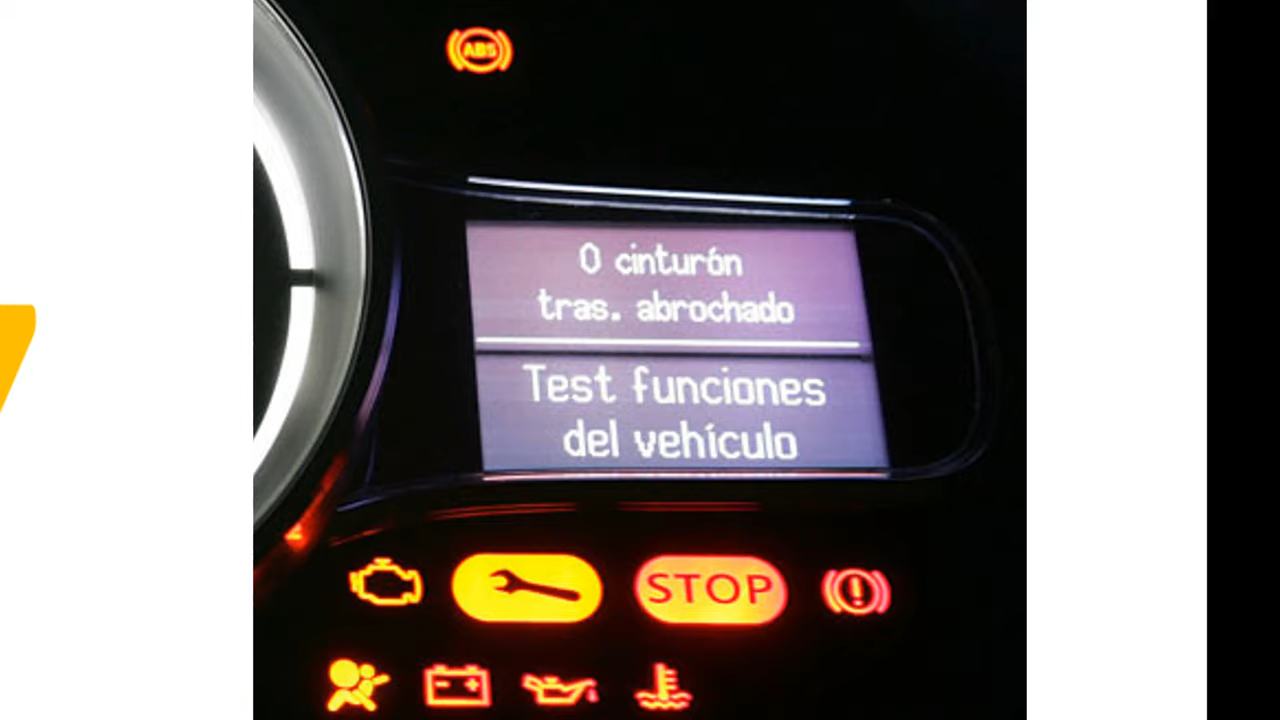 ABS
0 cinturón
tras. abrochado
Test funciones
del vehículo
STOP